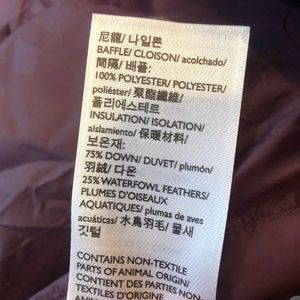 尼龍/ 나일론
BAFFLE/ CLOISON/ acolchado/
間隔/ 배플:
100% POLYESTER/ POLYESTER/
poliéster/ 聚酯纖維/
폴리에스테르
INSULATION/ ISOLATION/
aislamiento/ 保暖材料/
보온재:
75% DOWN/ DUVET/ plumón/
羽絨/ 다운
25% WATERFOWL FEATHERS/
PLUMES D'OISEAUX
AQUATIQUES/ plumas de aves
acuáticas/ 水鳥羽毛/ 물새
깃털
CONTAINS NON-TEXTILE
PARTS OF ANIMAL ORIGIN/
CONTIENT DES PARTIES NON
TEXTILES D'ORIGINE